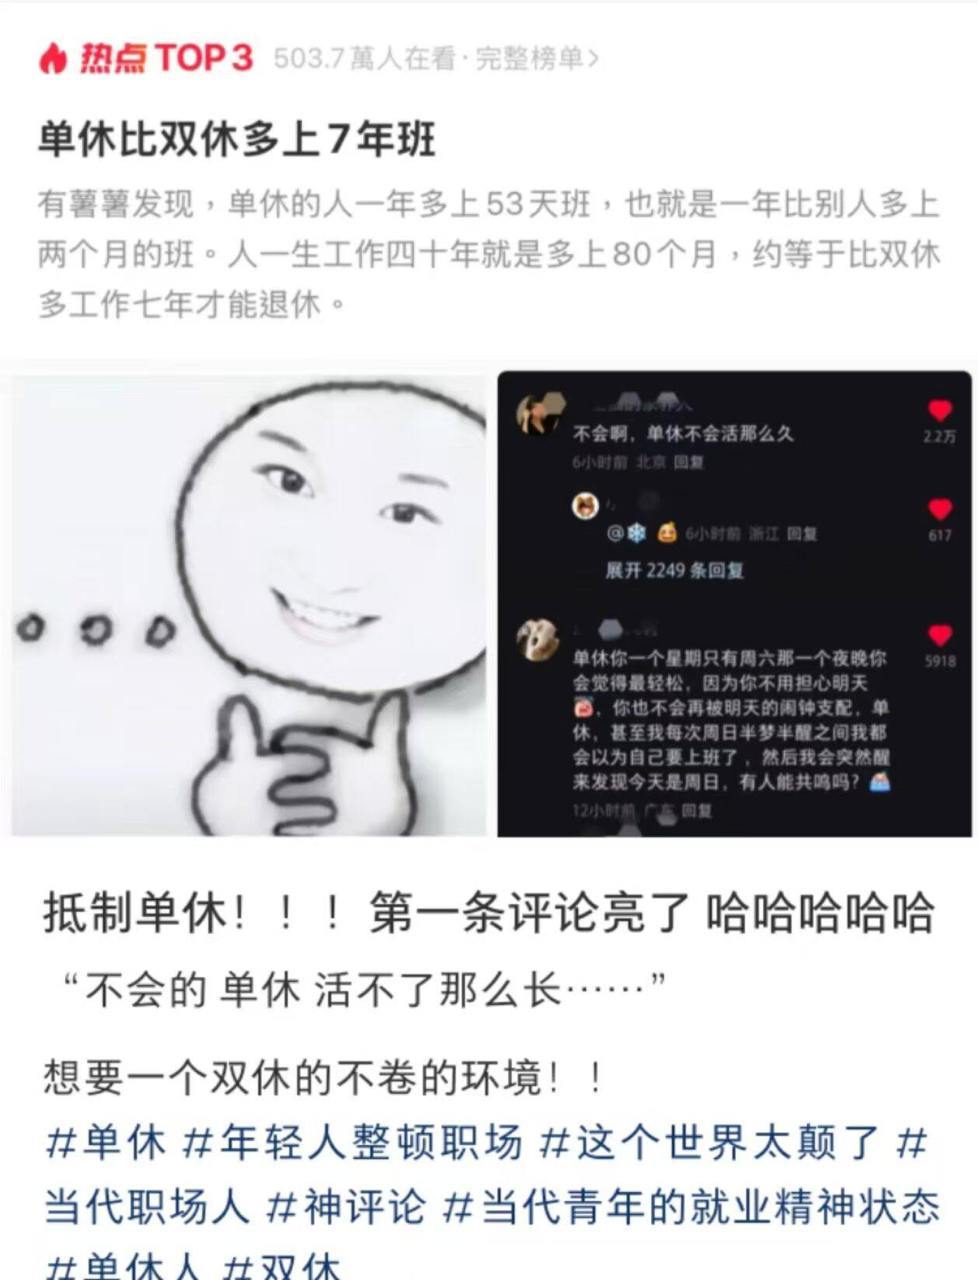 热点 TOP 3 503.7萬人在看·完整榜单>
单休比双休多上7年班
有薯薯发现，单休的人一年多上53天班，也就是一年比别人多上
两个月的班。人一生工作四十年就是多上80个月，约等于比双休
多工作七年才能退休。
不会啊，单休不会活那么久
2.2万
6小时前 北京 回复
@❄️ 6小时前 浙江 回复
617
展开 2249 条回复
单休你一个星期只有周六那一个夜晚你
5918
会觉得最轻松，因为你不用担心明天
，你也不会再被明天的闹钟支配，单
休，甚至我每次周日半梦半醒之间我都
会以为自己要上班了，然后我会突然醒
来发现今天是周日，有人能共鸣吗？
12小时前 广东 回复
抵制单休！！！第一条评论亮了 哈哈哈哈哈
“不会的 单休 活不了那么长……”
想要一个双休的不卷的环境！！
#单休 #年轻人整顿职场 #这个世界太颠了 #
当代职场人 #神评论 #当代青年的就业精神状态
#单休人 #双休